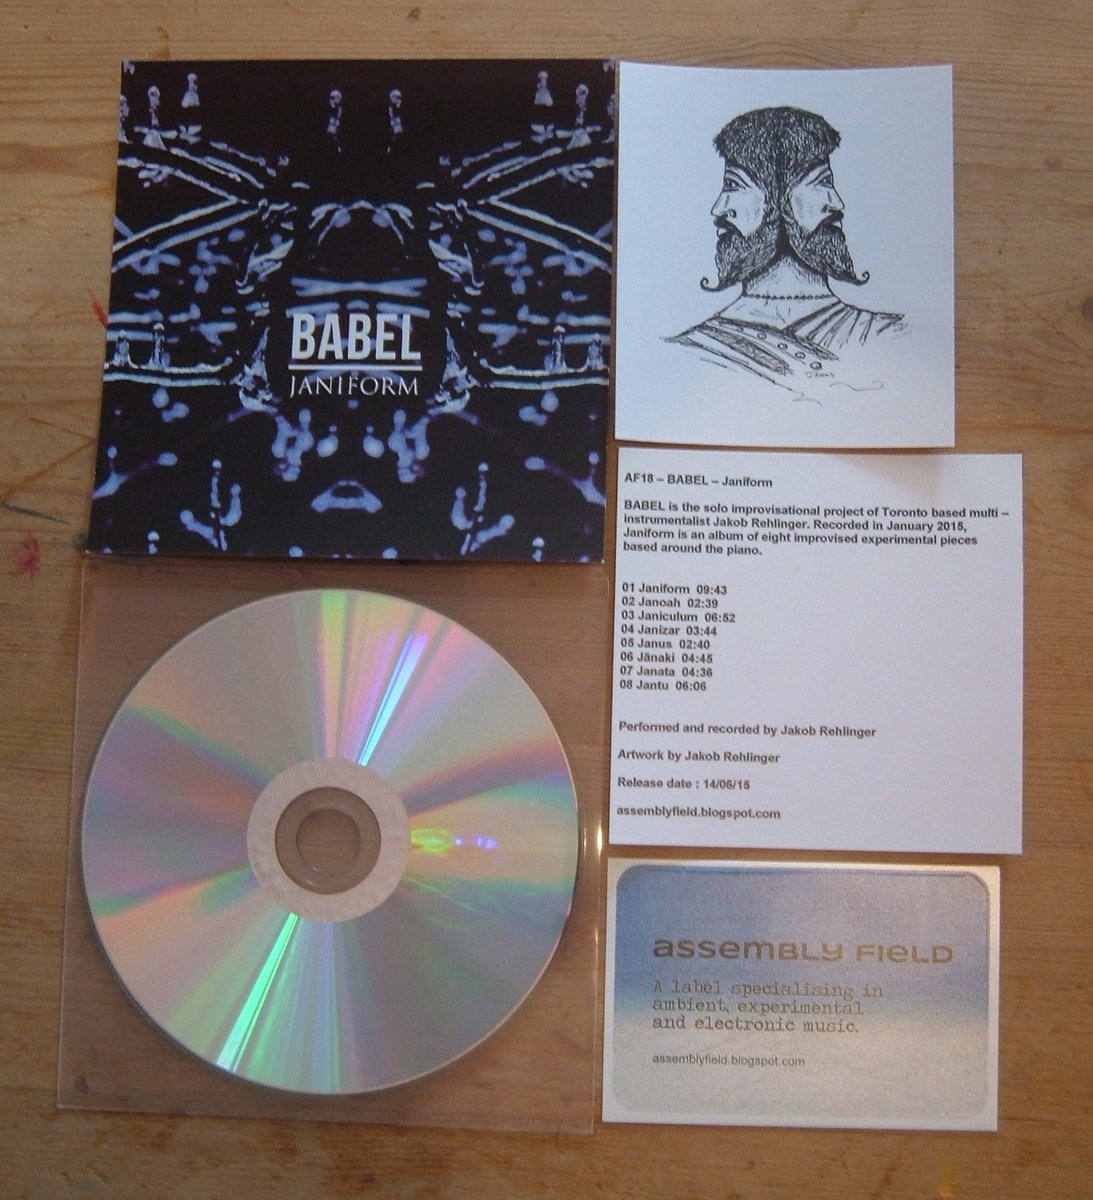 BABEL
JANIFORM
Janus
AF18 – BABEL – Janiform
BABEL is the solo improvisational project of Toronto based multi –
instrumentalist Jakob Rehlinger. Recorded in January 2015,
Janiform is an album of eight improvised experimental pieces
based around the piano.
01 Janiform 09:43
02 Janoah 02:39
03 Janiculum 06:52
04 Janizar 03:44
05 Janus 02:40
06 Jānaki 04:45
07 Janata 04:36
08 Jantu 06:06
Performed and recorded by Jakob Rehlinger
Artwork by Jakob Rehlinger
Release date : 14/06/15
assemblyfield.blogspot.com
assemBLy FIELD
A label specialising in
ambient, experimental
and electronic music.
assemblyfield.blogspot.com